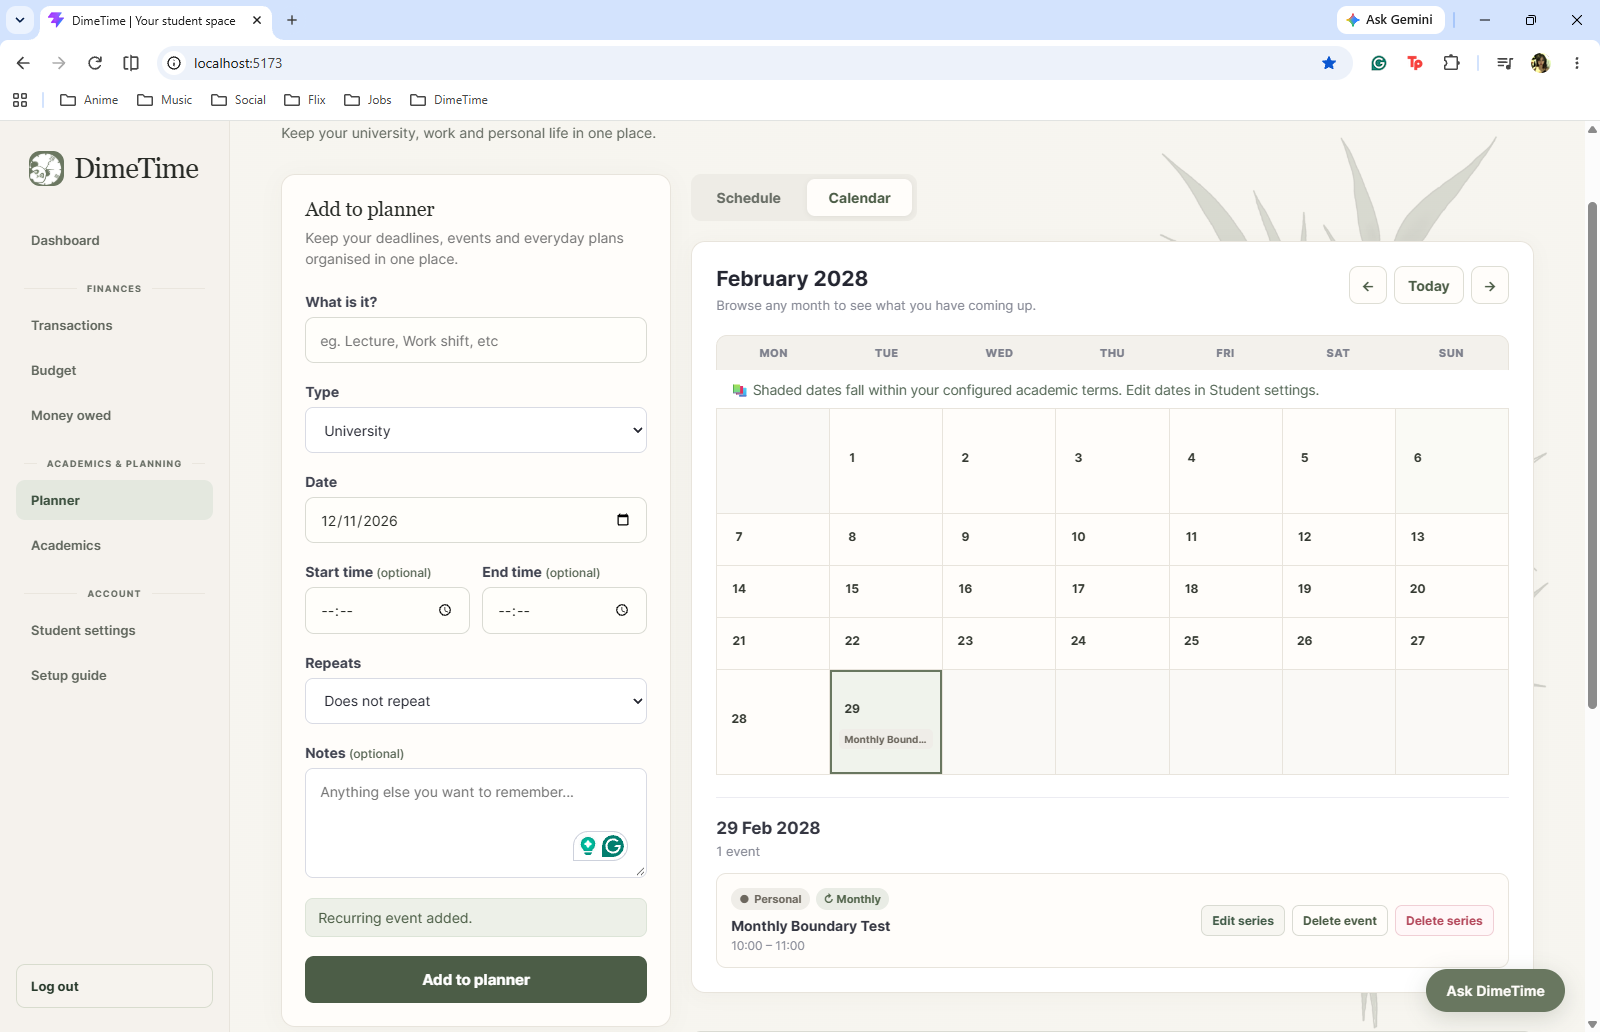 DimeTime | Your student space
Ask Gemini
localhost:5173
Anime
Music
Social
Flix
Jobs
DimeTime
DimeTime
Dashboard
FINANCES
Transactions
Budget
Money owed
ACADEMICS & PLANNING
Planner
Academics
ACCOUNT
Student settings
Setup guide
Log out
Keep your university, work and personal life in one place.
Add to planner
Keep your deadlines, events and everyday plans
organised in one place.
What is it?
eg. Lecture, Work shift, etc
Type
University
Date
12/11/2026
Start time (optional)
End time (optional)
--:--
--:--
Repeats
Does not repeat
Notes (optional)
Anything else you want to remember...
Recurring event added.
Add to planner
Schedule
Calendar
February 2028
Browse any month to see what you have coming up.
←
Today
→
MON TUE WED THU FRI SAT SUN
Shaded dates fall within your configured academic terms. Edit dates in Student settings.
1 2 3 4 5 6
7 8 9 10 11 12 13
14 15 16 17 18 19 20
21 22 23 24 25 26 27
28 29
Monthly Bound...
29 Feb 2028
1 event
Personal
Monthly
Monthly Boundary Test
10:00 – 11:00
Edit series
Delete event
Delete series
Ask DimeTime